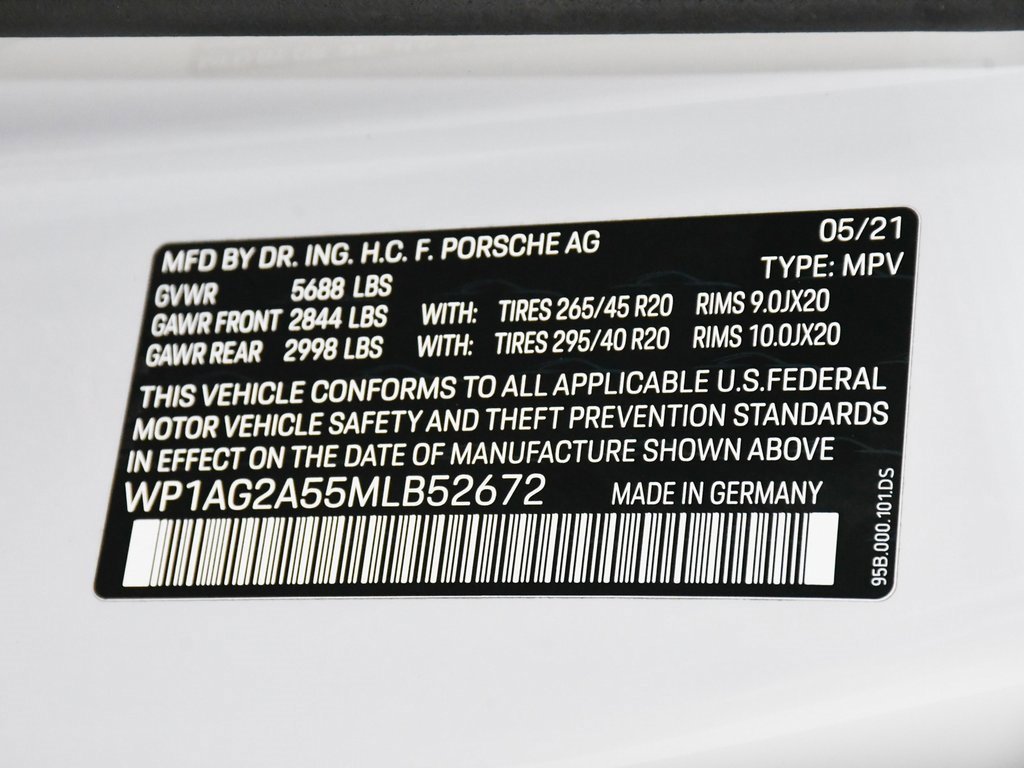 MFD BY DR. ING. H.C. F. PORSCHE AG 05/21
TYPE: MPV
GVWR 5688 LBS
GAWR FRONT 2844 LBS WITH: TIRES 265/45 R20 RIMS 9.0JX20
GAWR REAR 2998 LBS WITH: TIRES 295/40 R20 RIMS 10.0JX20
THIS VEHICLE CONFORMS TO ALL APPLICABLE U.S.FEDERAL
MOTOR VEHICLE SAFETY AND THEFT PREVENTION STANDARDS
IN EFFECT ON THE DATE OF MANUFACTURE SHOWN ABOVE
WP1AG2A55MLB52672 MADE IN GERMANY
95B.000.101.DS